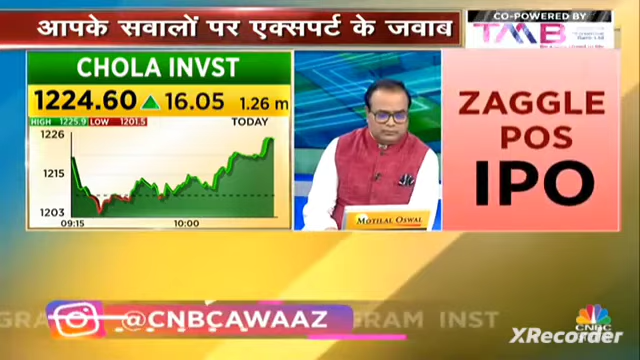 आपके सवालों पर एक्सपर्ट के जवाब
CO-POWERED BY
TMB
CHOLA INVST
1224.60 ▲ 16.05 1.26 m
HIGH 1225.9 LOW 1201.5 TODAY
1226
1215
1203
09:15 10:00
MOTILAL OSWAL
ZAGGLE
POS
IPO
@CNBCAWAAZ
GRAM INST
CNBC
XRecorder